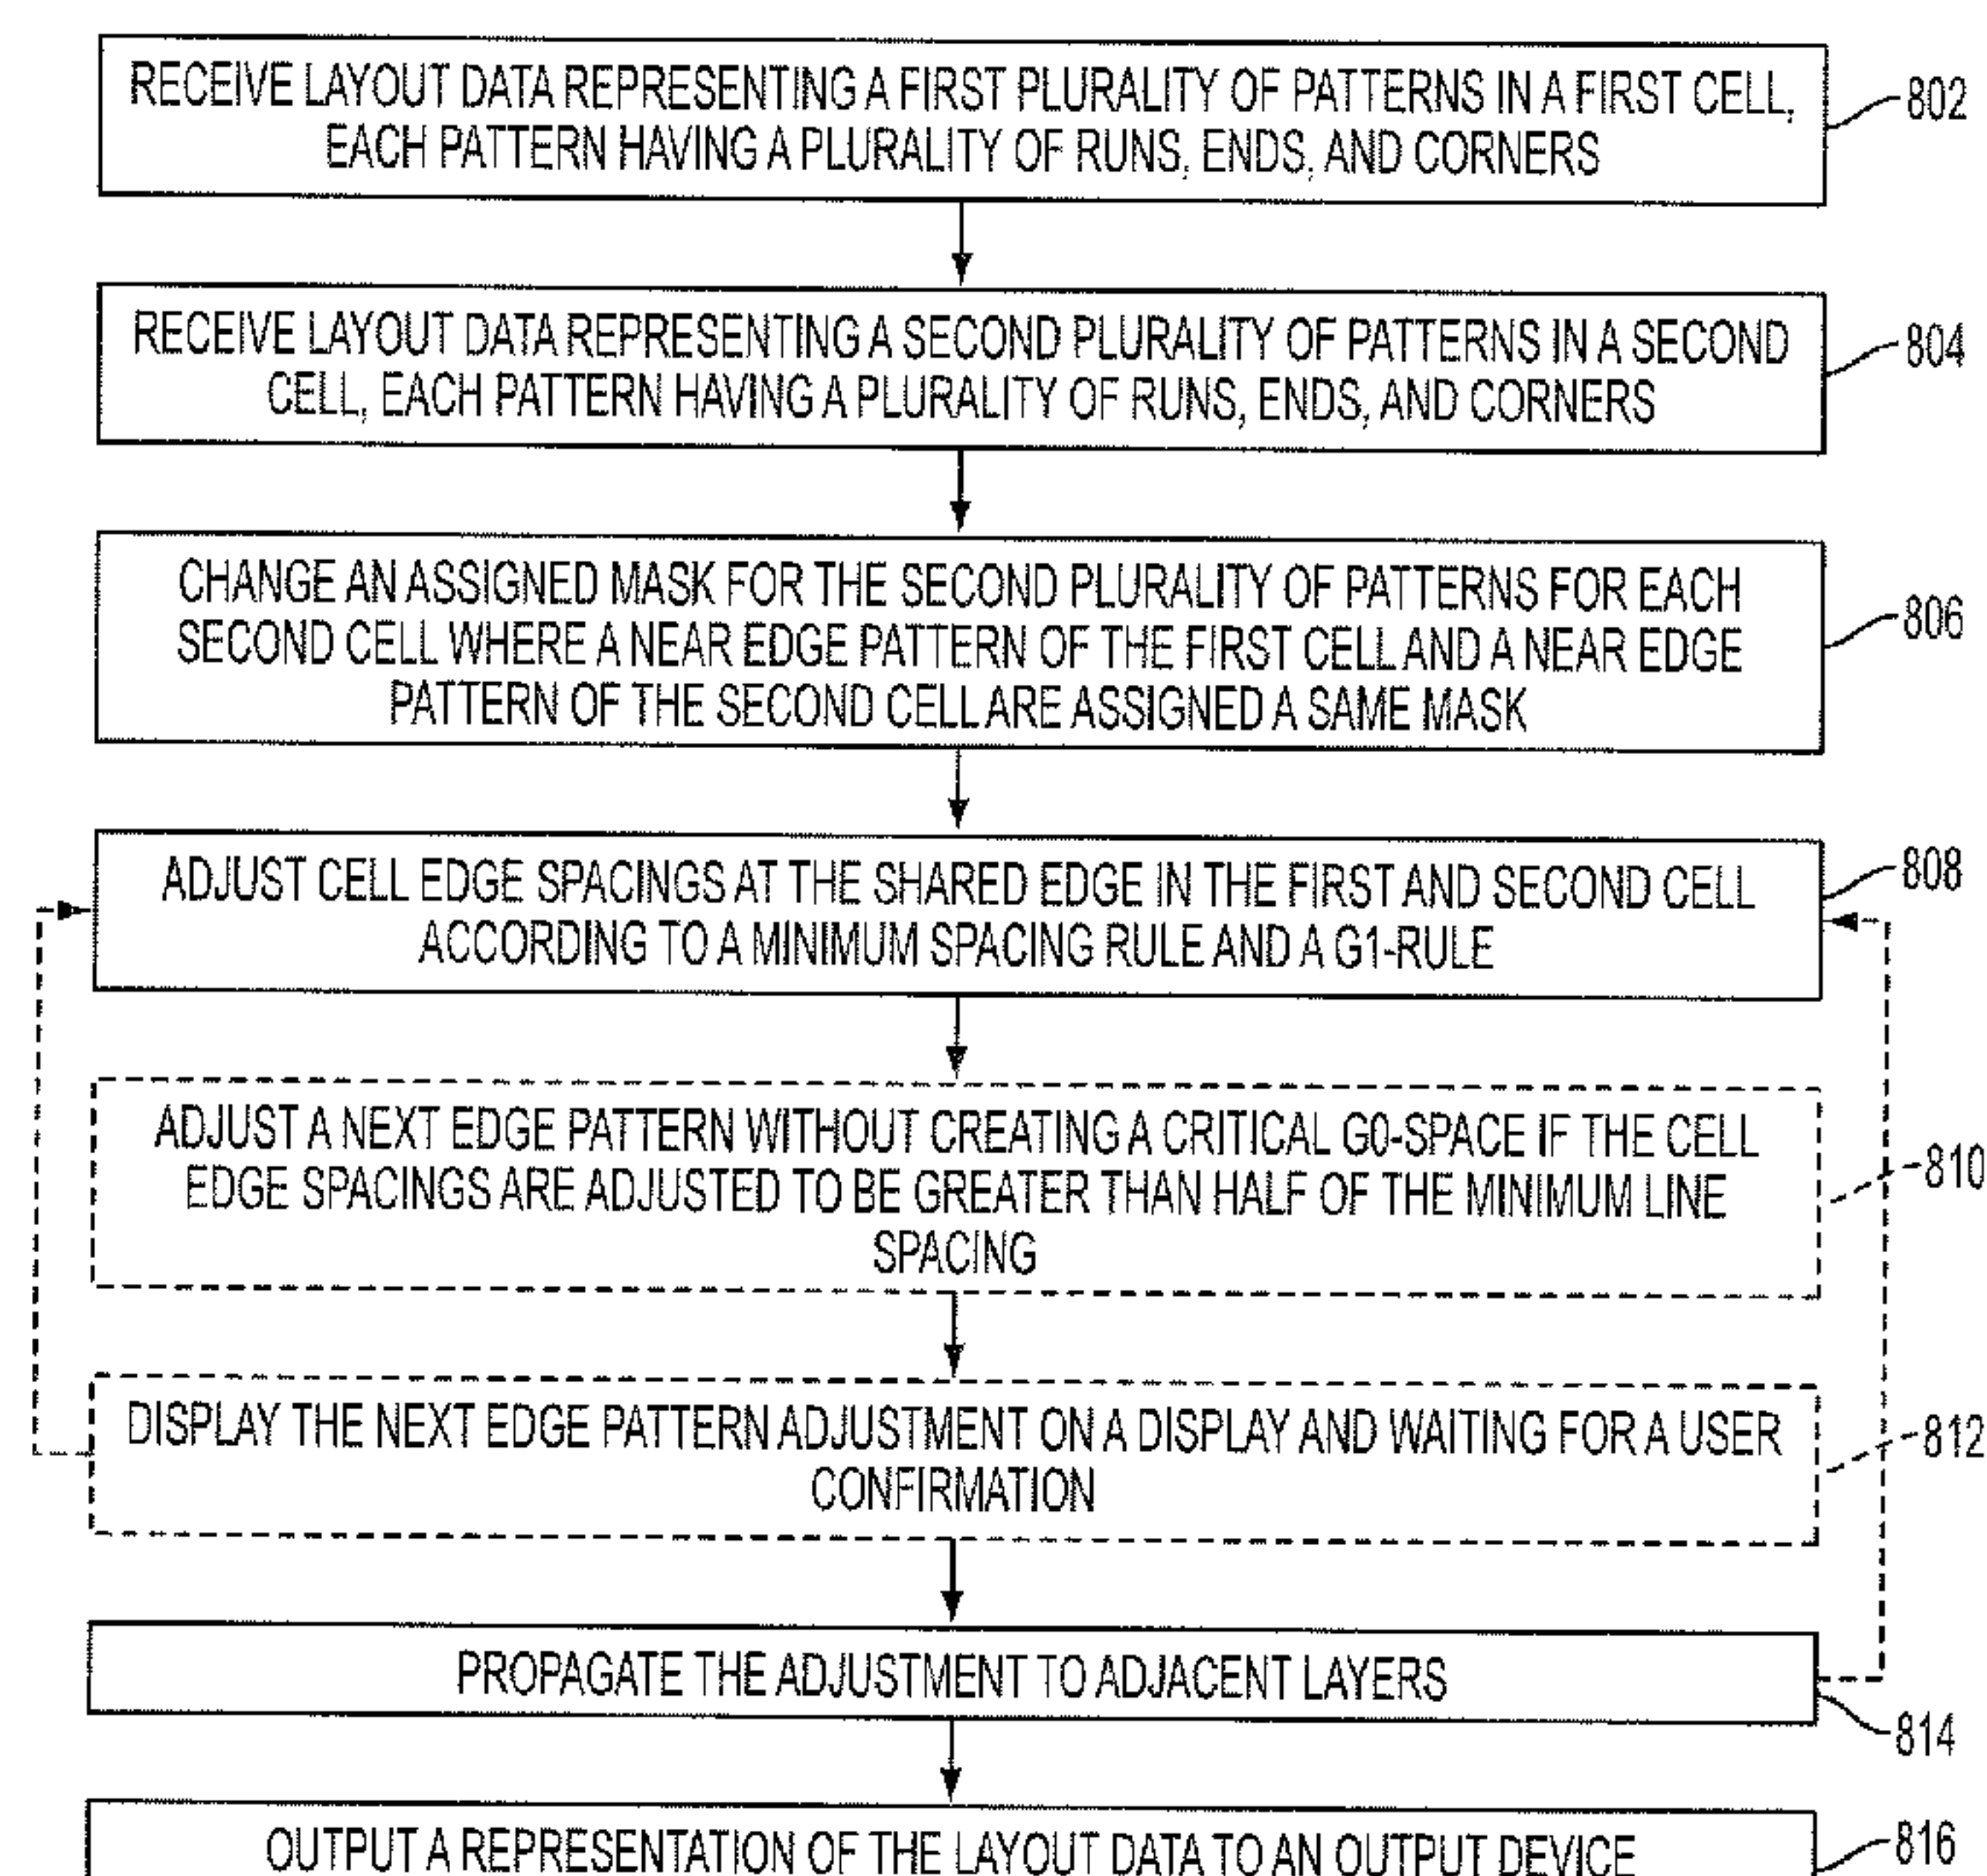 RECEIVE LAYOUT DATA REPRESENTING A FIRST PLURALITY OF PATTERNS IN A FIRST CELL,
EACH PATTERN HAVING A PLURALITY OF RUNS, ENDS, AND CORNERS
802
RECEIVE LAYOUT DATA REPRESENTING A SECOND PLURALITY OF PATTERNS IN A SECOND
CELL, EACH PATTERN HAVING A PLURALITY OF RUNS, ENDS, AND CORNERS
804
CHANGE AN ASSIGNED MASK FOR THE SECOND PLURALITY OF PATTERNS FOR EACH
SECOND CELL WHERE A NEAR EDGE PATTERN OF THE FIRST CELL AND A NEAR EDGE
PATTERN OF THE SECOND CELL ARE ASSIGNED A SAME MASK
806
ADJUST CELL EDGE SPACINGS AT THE SHARED EDGE IN THE FIRST AND SECOND CELL
ACCORDING TO A MINIMUM SPACING RULE AND A G1-RULE
808
ADJUST A NEXT EDGE PATTERN WITHOUT CREATING A CRITICAL G0-SPACE IF THE CELL
EDGE SPACINGS ARE ADJUSTED TO BE GREATER THAN HALF OF THE MINIMUM LINE
SPACING
810
DISPLAY THE NEXT EDGE PATTERN ADJUSTMENT ON A DISPLAY AND WAITING FOR A USER
CONFIRMATION
812
PROPAGATE THE ADJUSTMENT TO ADJACENT LAYERS
814
OUTPUT A REPRESENTATION OF THE LAYOUT DATA TO AN OUTPUT DEVICE
816